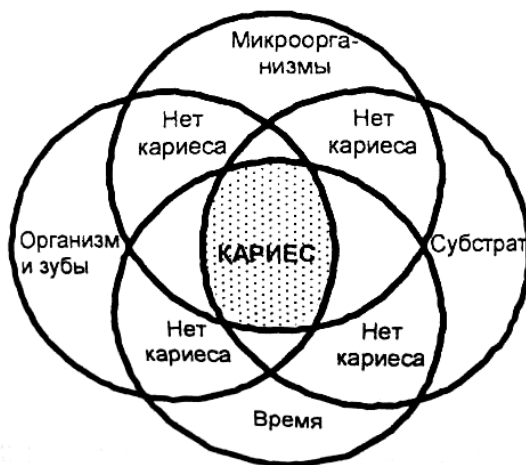 Микроорга-
низмы
Нет
кариеса
Нет
кариеса
Организм
и зубы
КАРИЕС
Субстрат
Нет
кариеса
Нет
кариеса
Время